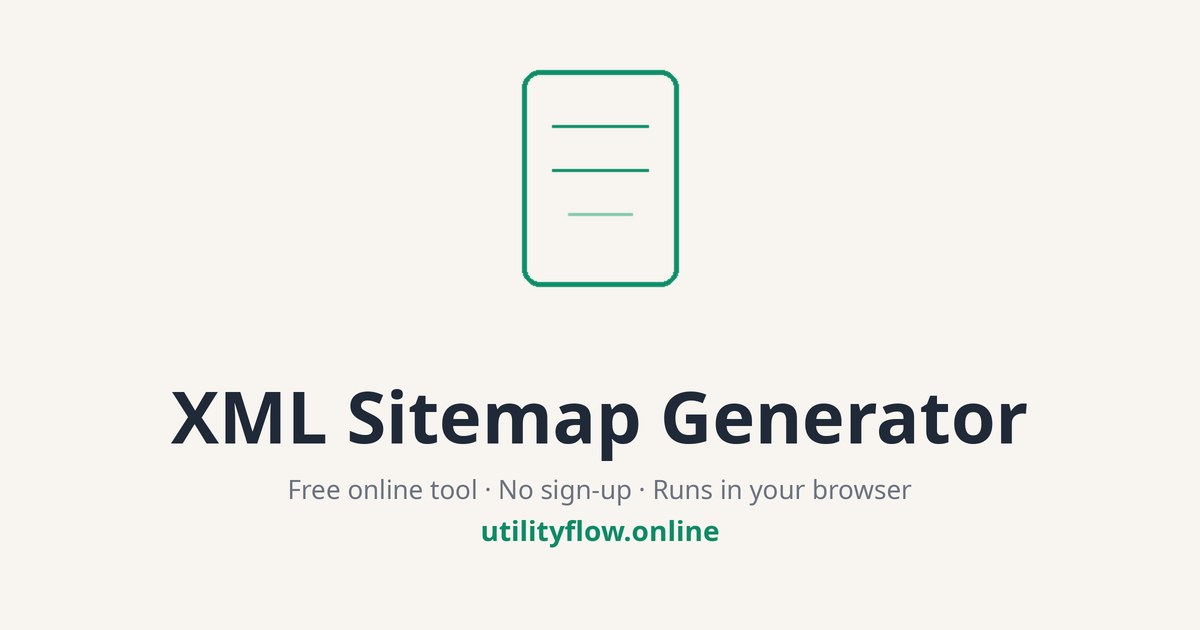 XML Sitemap Generator
Free online tool · No sign-up · Runs in your browser
utilityflow.online